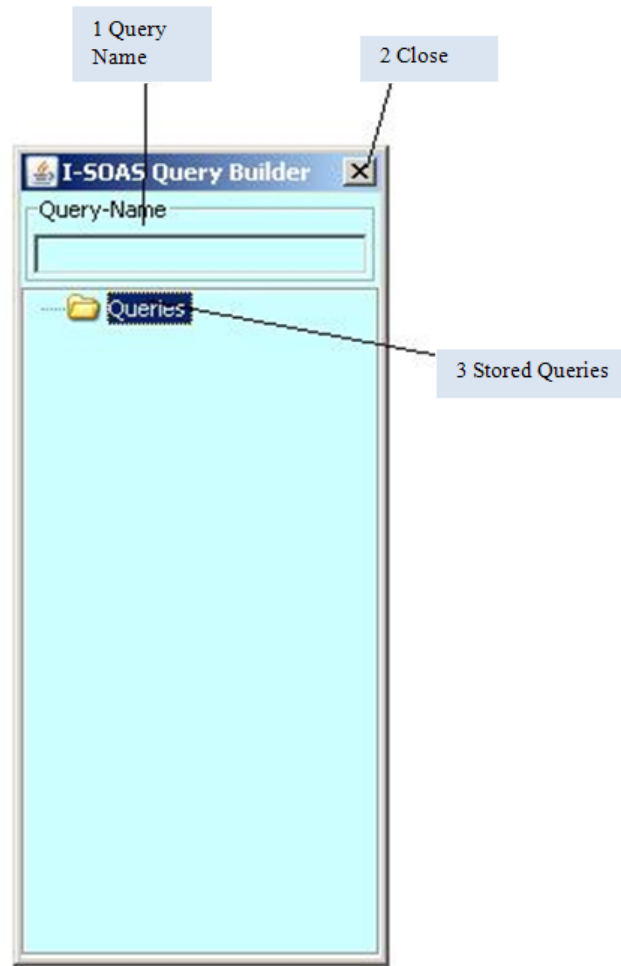 1 Query
Name
2 Close
I-SOAS Query Builder
Query-Name
Queries
3 Stored Queries